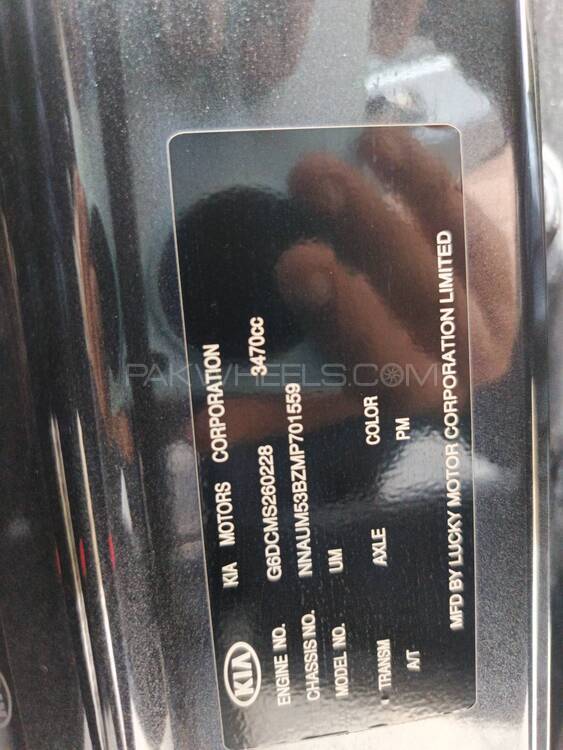 KIA
KIA MOTORS CORPORATION
ENGINE NO. G6DCMS260228 3470cc
CHASSIS NO. NNAUM53BZMP701559
MODEL NO. UM
TRANSM AXLE COLOR
A/T PM
MFD BY LUCKY MOTOR CORPORATION LIMITED
PAKWHEELS.COM